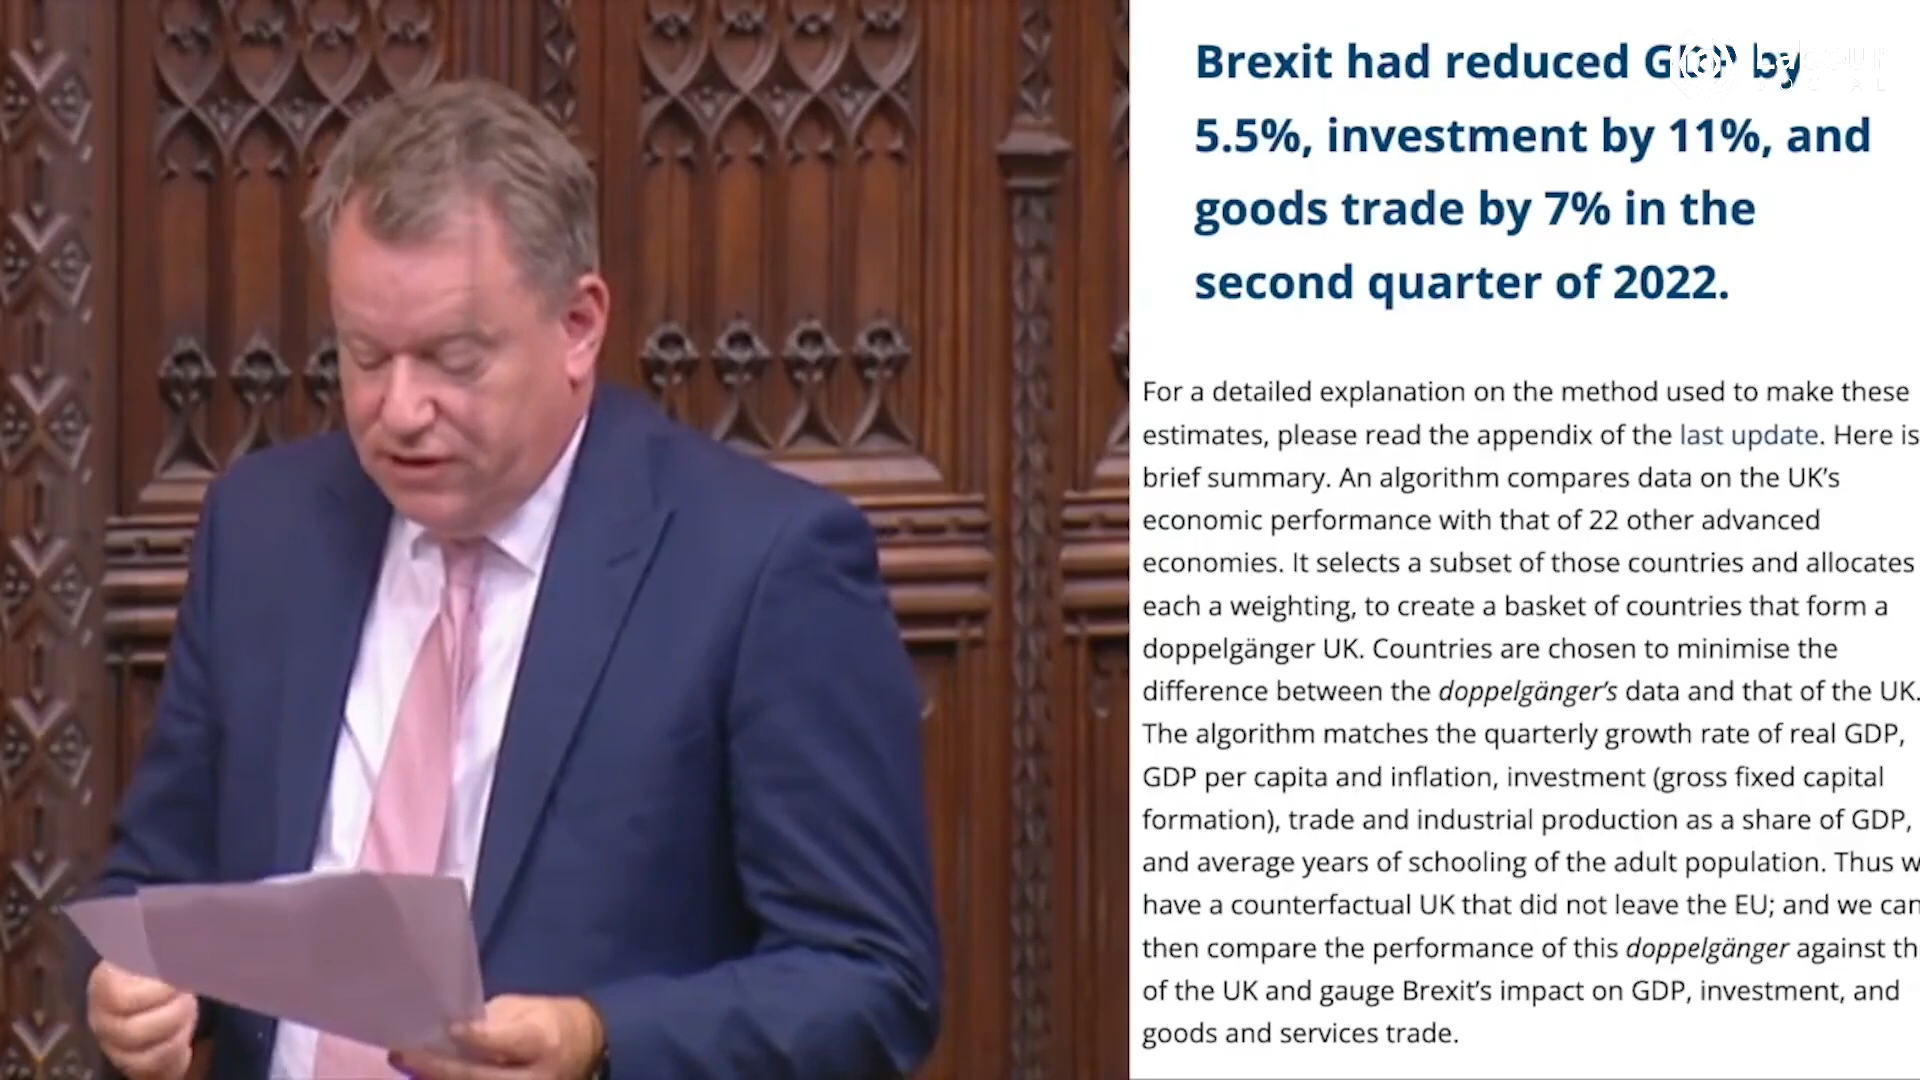 Brexit had reduced GDP by
5.5%, investment by 11%, and
goods trade by 7% in the
second quarter of 2022.
For a detailed explanation on the method used to make these
estimates, please read the appendix of the last update. Here is
brief summary. An algorithm compares data on the UK’s
economic performance with that of 22 other advanced
economies. It selects a subset of those countries and allocates
each a weighting, to create a basket of countries that form a
doppelgänger UK. Countries are chosen to minimise the
difference between the doppelgänger’s data and that of the UK.
The algorithm matches the quarterly growth rate of real GDP,
GDP per capita and inflation, investment (gross fixed capital
formation), trade and industrial production as a share of GDP,
and average years of schooling of the adult population. Thus w
have a counterfactual UK that did not leave the EU; and we can
then compare the performance of this doppelgänger against th
of the UK and gauge Brexit’s impact on GDP, investment, and
goods and services trade.